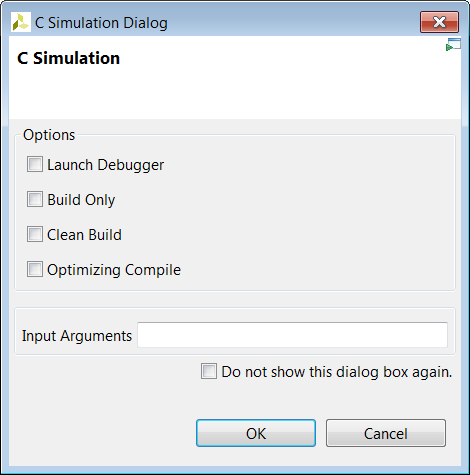 C Simulation Dialog
C Simulation
Options
Launch Debugger
Build Only
Clean Build
Optimizing Compile
Input Arguments
Do not show this dialog box again.
OK Cancel